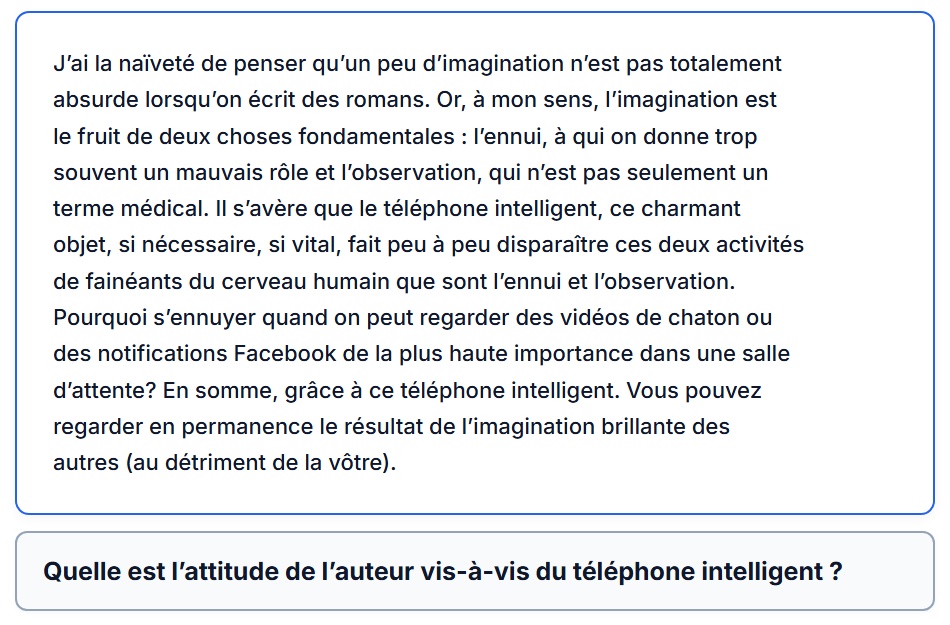 J’ai la naïveté de penser qu’un peu d’imagination n’est pas totalement
absurde lorsqu’on écrit des romans. Or, à mon sens, l’imagination est
le fruit de deux choses fondamentales : l’ennui, à qui on donne trop
souvent un mauvais rôle et l’observation, qui n’est pas seulement un
terme médical. Il s’avère que le téléphone intelligent, ce charmant
objet, si nécessaire, si vital, fait peu à peu disparaître ces deux activités
de fainéants du cerveau humain que sont l’ennui et l’observation.
Pourquoi s’ennuyer quand on peut regarder des vidéos de chaton ou
des notifications Facebook de la plus haute importance dans une salle
d’attente? En somme, grâce à ce téléphone intelligent. Vous pouvez
regarder en permanence le résultat de l’imagination brillante des
autres (au détriment de la vôtre).
Quelle est l’attitude de l’auteur vis-à-vis du téléphone intelligent ?